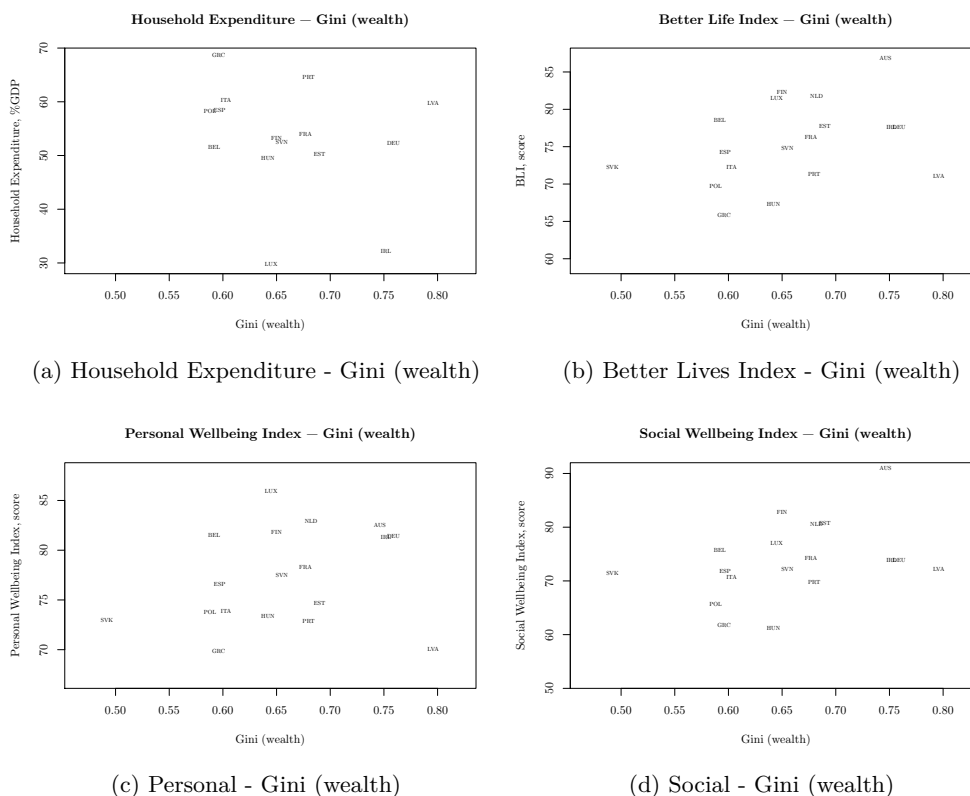 Household Expenditure − Gini (wealth)
Household Expenditure, %GDP
70
60
50
40
30
GRC
PRT
ITA
LVA
POL ESP
FIN
FRA
SVN
DEU
BEL
EST
HUN
IRL
LUX
0.50 0.55 0.60 0.65 0.70 0.75 0.80
Gini (wealth)
(a) Household Expenditure - Gini (wealth)
Better Life Index − Gini (wealth)
BLI, score
85
80
75
70
65
60
AUS
FIN
LUX
NLD
BEL
EST
DEU
FRA
SVN
ESP
SVK
ITA
PRT
LVA
POL
HUN
GRC
0.50 0.55 0.60 0.65 0.70 0.75 0.80
Gini (wealth)
(b) Better Lives Index - Gini (wealth)
Personal Wellbeing Index − Gini (wealth)
Personal Wellbeing Index, score
85
80
75
70
LUX
NLD
AUS
FIN
BEL
IRL DEU
FRA
SVN
ESP
EST
POL ITA
HUN
SVK
PRT
LVA
GRC
0.50 0.55 0.60 0.65 0.70 0.75 0.80
Gini (wealth)
(c) Personal - Gini (wealth)
Social Wellbeing Index − Gini (wealth)
Social Wellbeing Index, score
90
80
70
60
50
AUS
FIN
NLD EST
LUX
BEL
FRA
IRL DEU
SVN
LVA
ESP
SVK
ITA
PRT
POL
GRC
HUN
0.50 0.55 0.60 0.65 0.70 0.75 0.80
Gini (wealth)
(d) Social - Gini (wealth)